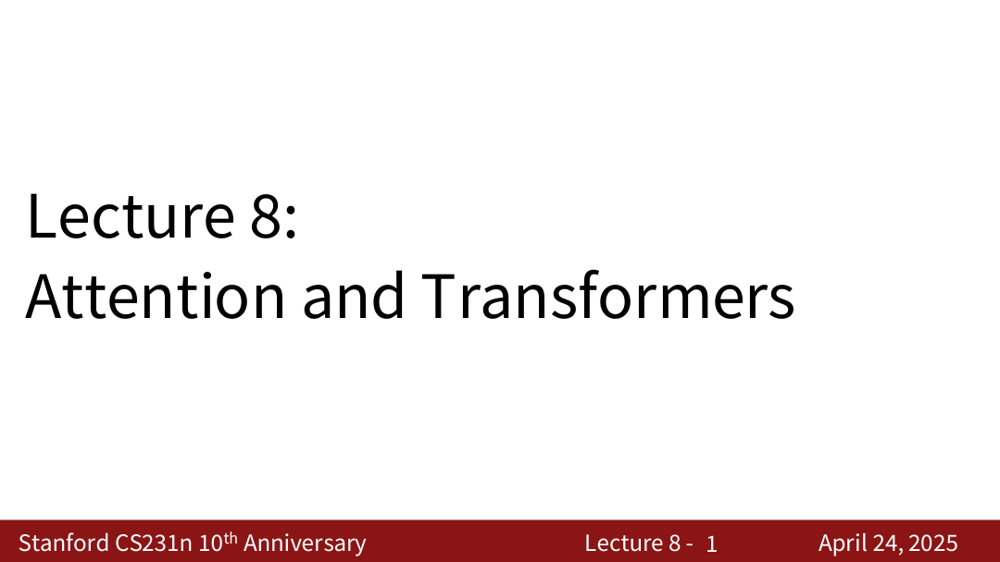 Lecture 8:
Attention and Transformers
Stanford CS231n 10th Anniversary
Lecture 8 - 1
April 24, 2025